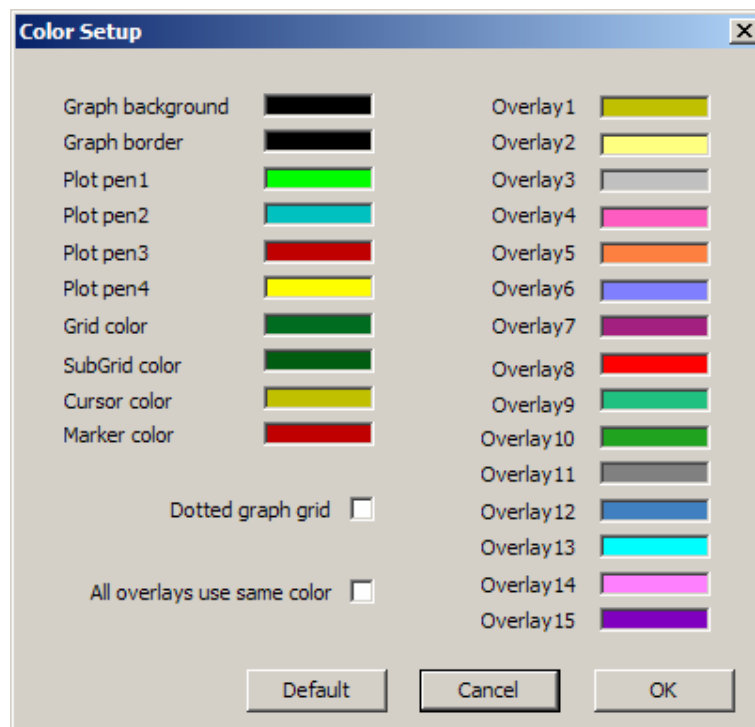 Color Setup
Graph background
Graph border
Plot pen1
Plot pen2
Plot pen3
Plot pen4
Grid color
SubGrid color
Cursor color
Marker color
Dotted graph grid
All overlays use same color
Overlay1
Overlay2
Overlay3
Overlay4
Overlay5
Overlay6
Overlay7
Overlay8
Overlay9
Overlay10
Overlay11
Overlay12
Overlay13
Overlay14
Overlay15
Default
Cancel
OK